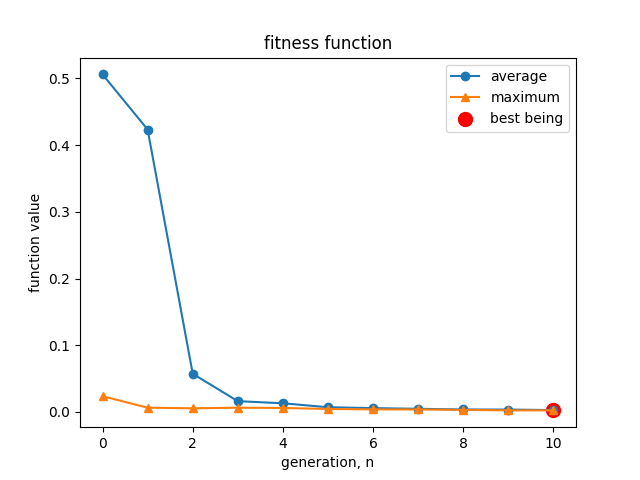 fitness function
average
maximum
best being
function value
0.5
0.4
0.3
0.2
0.1
0.0
0 2 4 6 8 10
generation, n